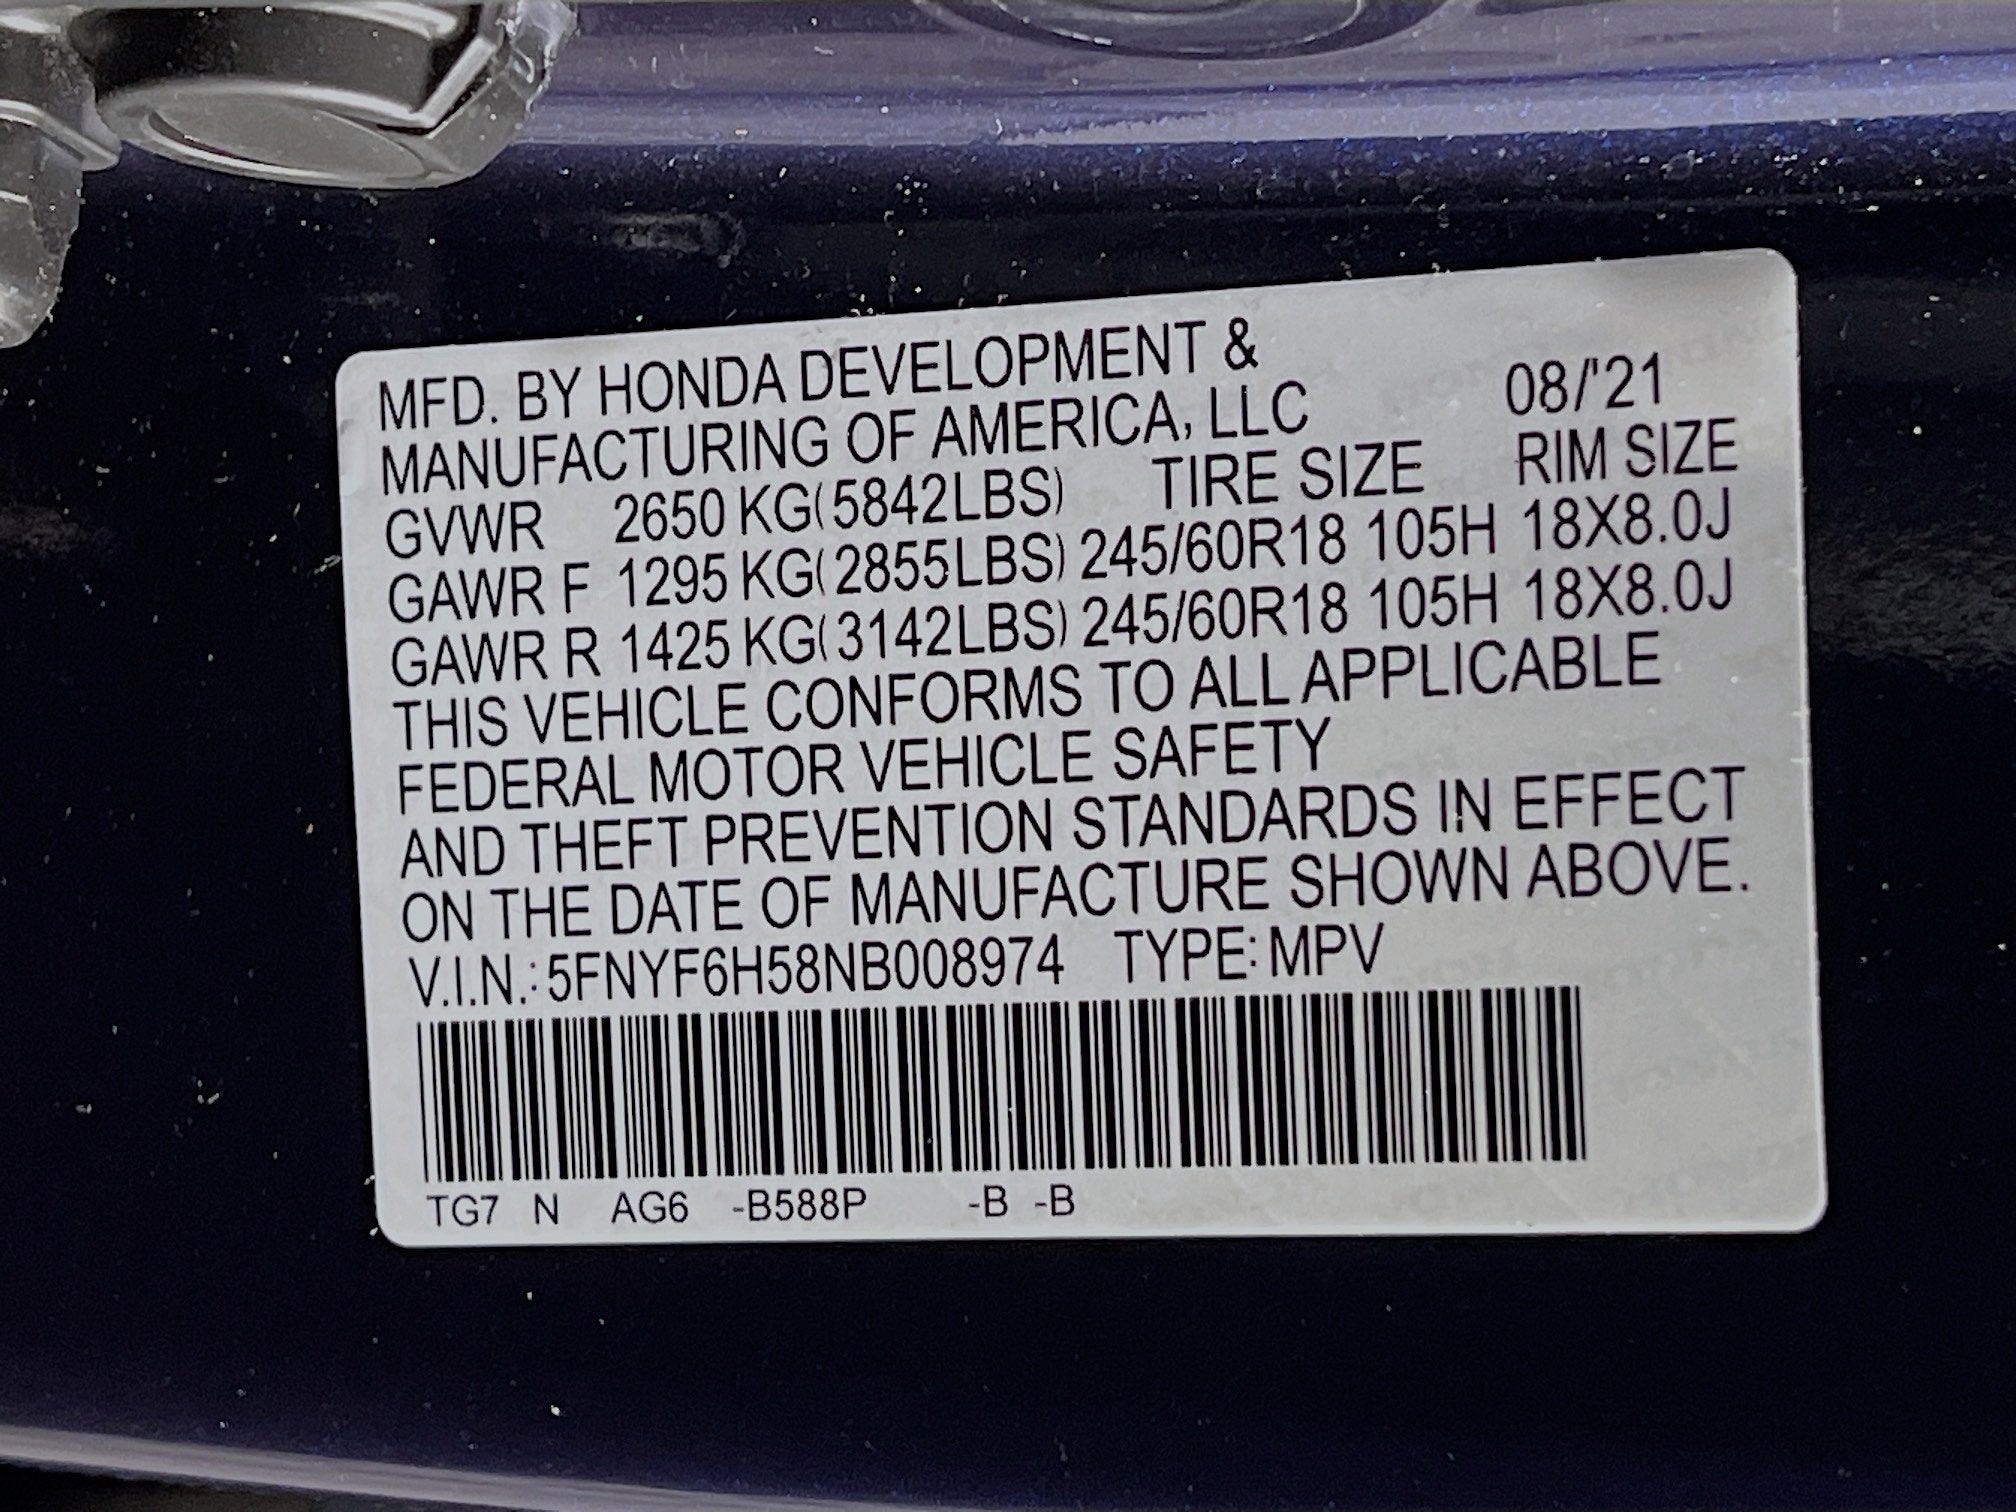 MFD. BY HONDA DEVELOPMENT &
MANUFACTURING OF AMERICA, LLC 08/'21
GVWR 2650 KG(5842LBS) TIRE SIZE RIM SIZE
GAWR F 1295 KG(2855LBS) 245/60R18 105H 18X8.0J
GAWR R 1425 KG(3142LBS) 245/60R18 105H 18X8.0J
THIS VEHICLE CONFORMS TO ALL APPLICABLE
FEDERAL MOTOR VEHICLE SAFETY
AND THEFT PREVENTION STANDARDS IN EFFECT
ON THE DATE OF MANUFACTURE SHOWN ABOVE.
V.I.N.: 5FNYF6H58NB008974 TYPE: MPV
TG7 N AG6 -B588P -B -B